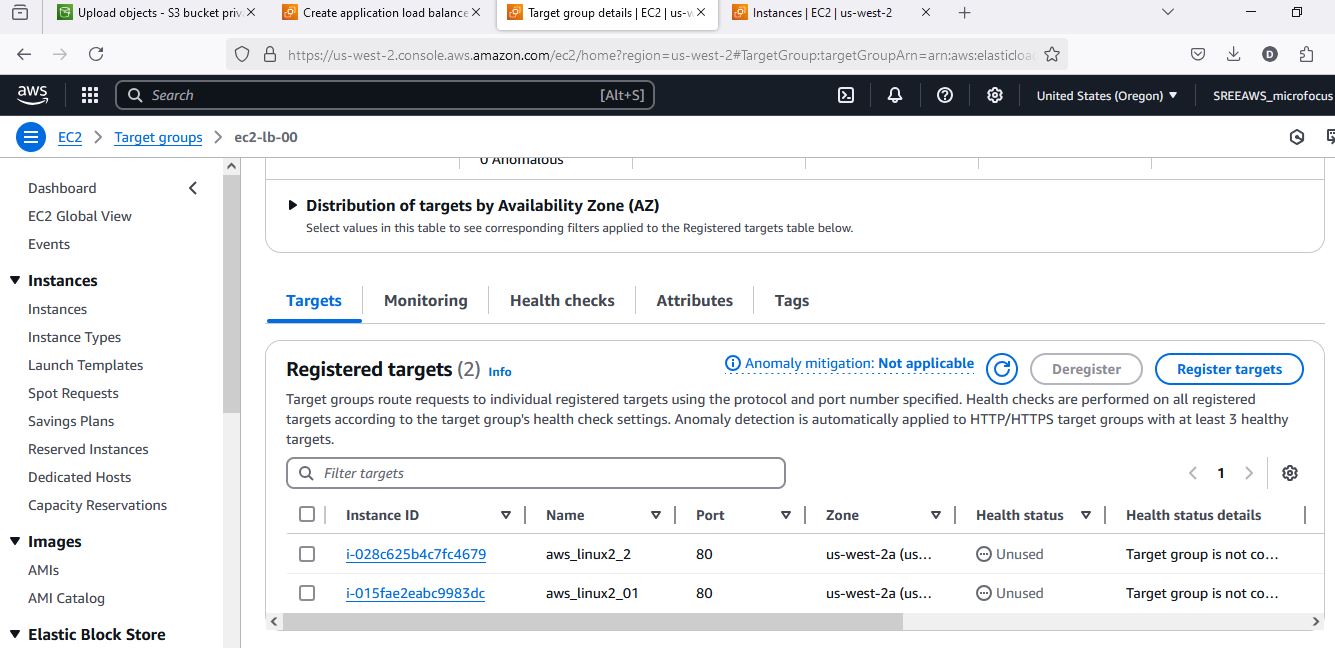 Upload objects - S3 bucket priv
Create application load balance
Target group details | EC2 | us-w
Instances | EC2 | us-west-2
https://us-west-2.console.aws.amazon.com/ec2/home?region=us-west-2#TargetGroup:targetGroupArn=arn:aws:elasticloa
D
aws
Search
[Alt+S]
United States (Oregon)
SREEAWS_microfocus
EC2
Target groups
ec2-lb-00
Dashboard
EC2 Global View
Events
Instances
Instances
Instance Types
Launch Templates
Spot Requests
Savings Plans
Reserved Instances
Dedicated Hosts
Capacity Reservations
Images
AMIs
AMI Catalog
Elastic Block Store
0 Anomalous
Distribution of targets by Availability Zone (AZ)
Select values in this table to see corresponding filters applied to the Registered targets table below.
Targets
Monitoring
Health checks
Attributes
Tags
Registered targets (2) Info
Anomaly mitigation: Not applicable
Deregister
Register targets
Target groups route requests to individual registered targets using the protocol and port number specified. Health checks are performed on all registered
targets according to the target group's health check settings. Anomaly detection is automatically applied to HTTP/HTTPS target groups with at least 3 healthy
targets.
Filter targets
1
Instance ID Name Port Zone Health status Health status details
i-028c625b4c7fc4679 aws_linux2_2 80 us-west-2a (us... Unused Target group is not co...
i-015fae2eabc9983dc aws_linux2_01 80 us-west-2a (us... Unused Target group is not co...